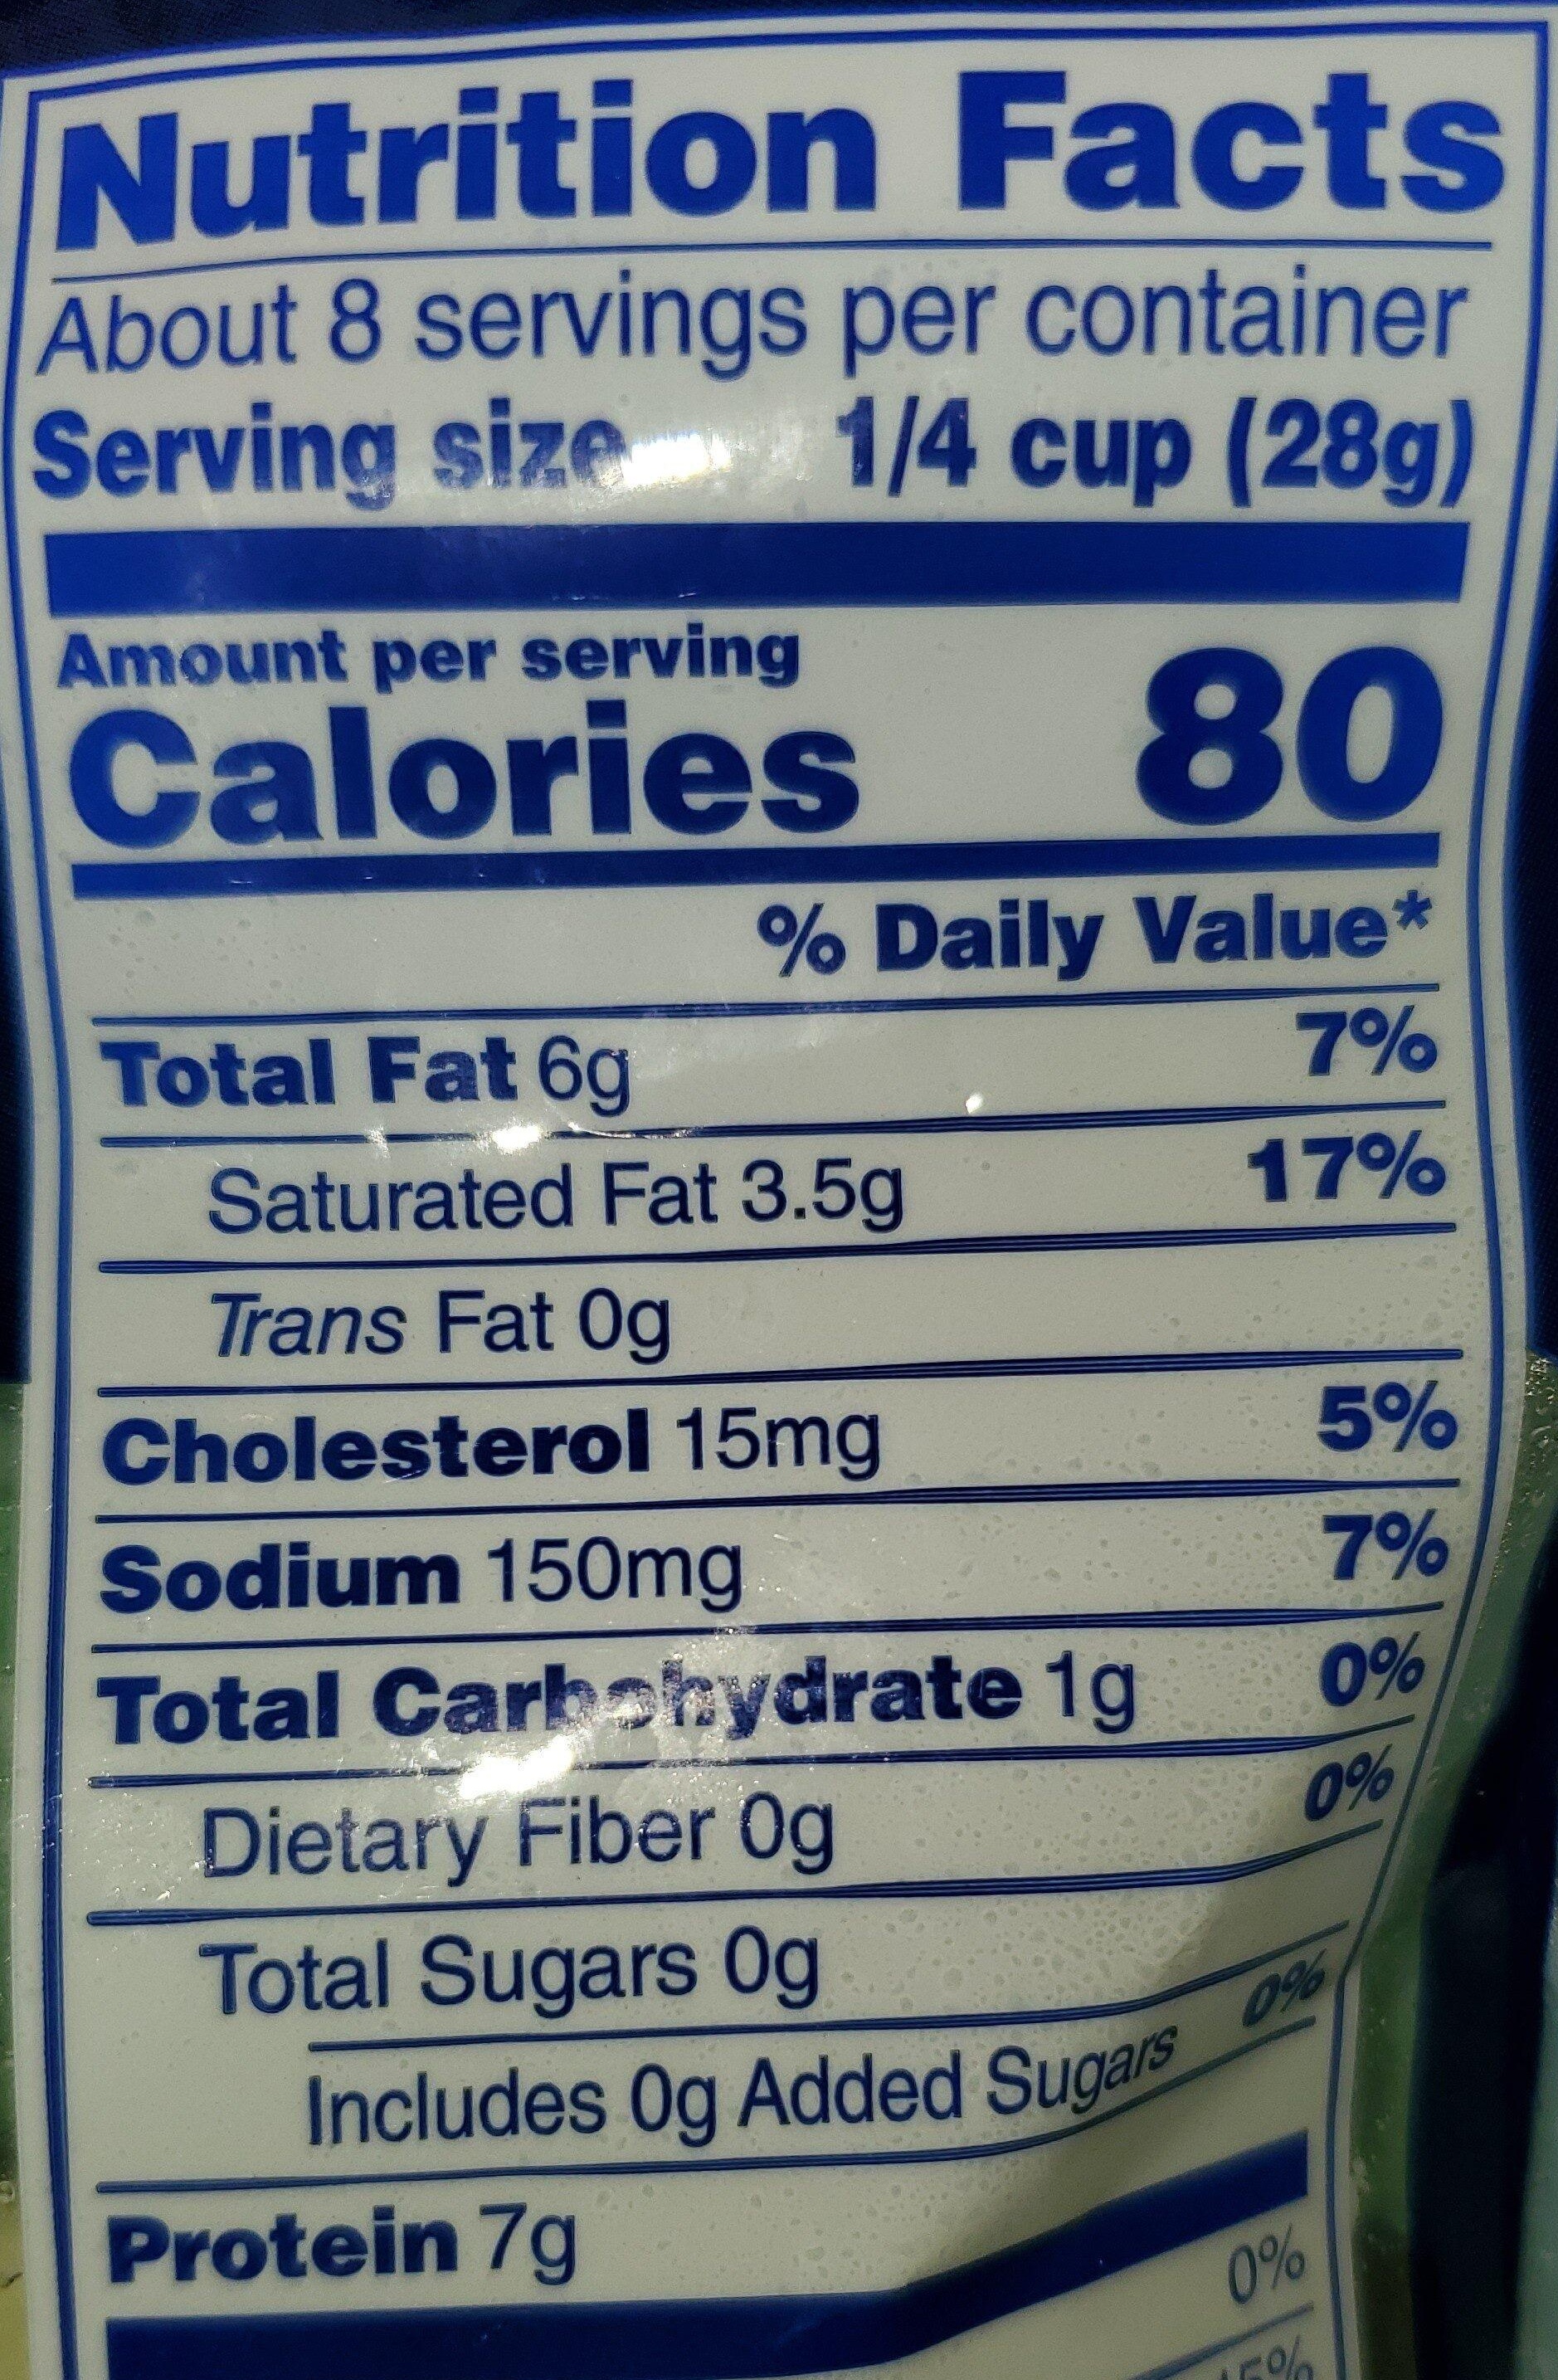 Nutrition Facts
About 8 servings per container
Serving size 1/4 cup (28g)
Amount per serving
Calories 80
% Daily Value*
Total Fat 6g 7%
Saturated Fat 3.5g 17%
Trans Fat 0g
Cholesterol 15mg 5%
Sodium 150mg 7%
Total Carbohydrate 1g 0%
Dietary Fiber 0g 0%
Total Sugars 0g
Includes 0g Added Sugars 0%
Protein 7g
0%